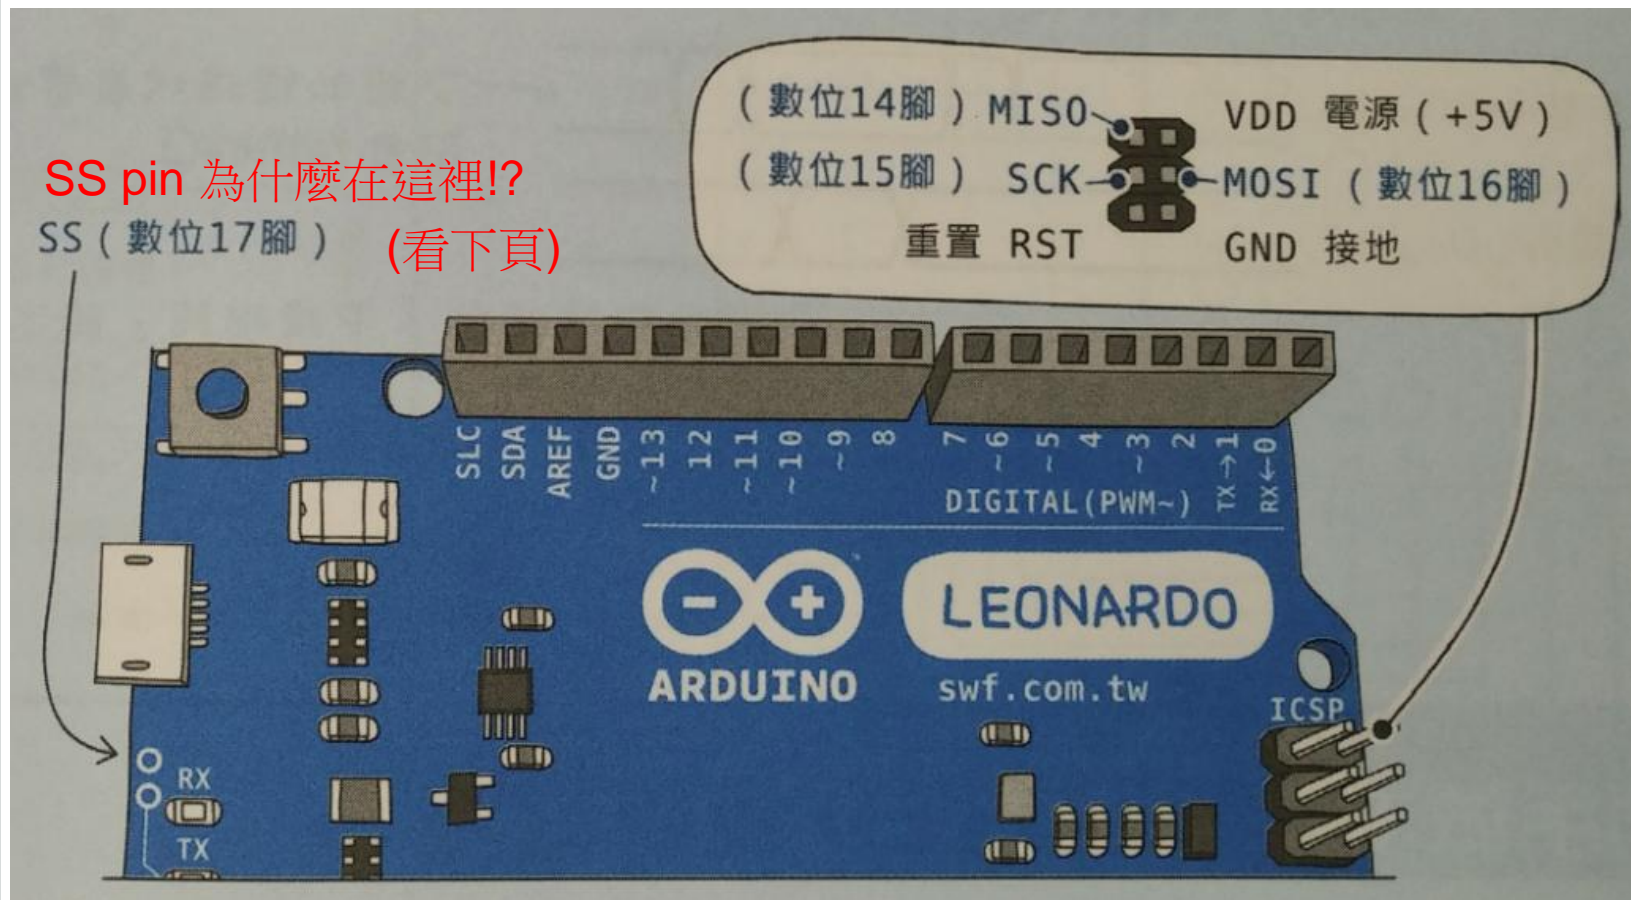 (數位14腳) MISO
VDD 電源(+5V)
(數位15腳) SCK
MOSI (數位16腳)
重置 RST
GND 接地
SS pin 為什麼在這裡!?
SS(數位17腳)
(看下頁)
SLC
SDA
AREF
GND
~13
12
~11
~10
~9
8
7
~6
~5
4
~3
2
TX→1
RX←0
DIGITAL(PWM~)
LEONARDO
ARDUINO
swf.com.tw
ICSP
RX
TX